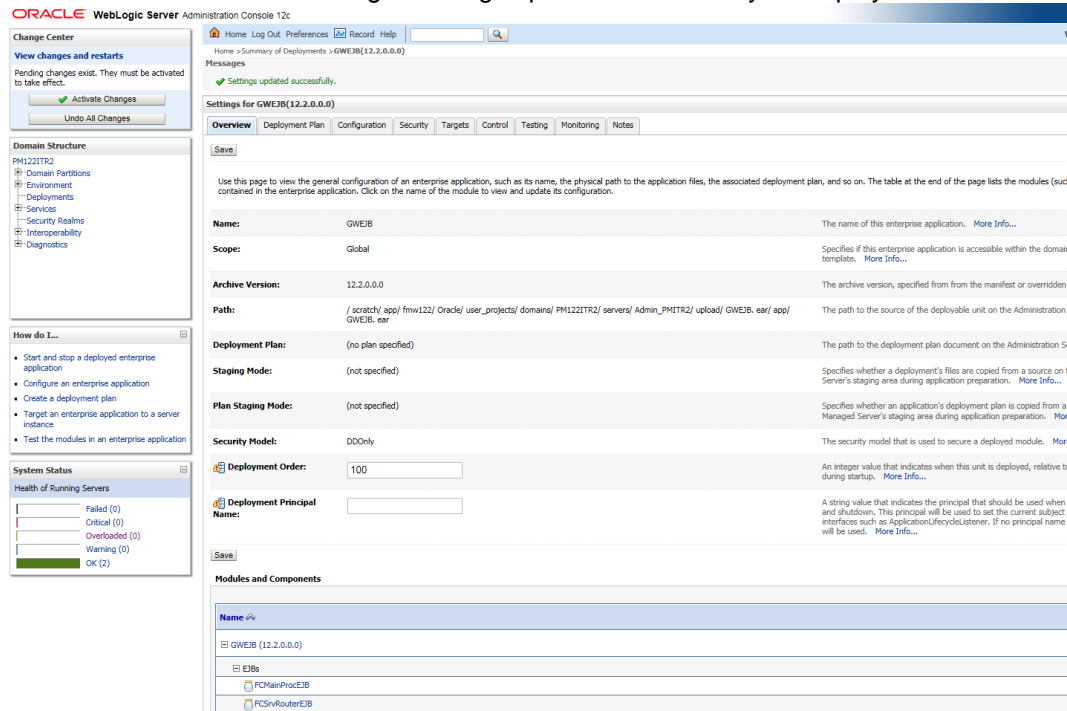 ORACLE WebLogic Server Administration Console 12c
Change Center
View changes and restarts
Pending changes exist. They must be activated
to take effect.
Activate Changes
Undo All Changes
Domain Structure
PM122ITR2
Domain Partitions
Environment
Deployments
Services
Security Realms
Interoperability
Diagnostics
How do I...
Start and stop a deployed enterprise
application
Configure an enterprise application
Create a deployment plan
Target an enterprise application to a server
instance
Test the modules in an enterprise application
System Status
Health of Running Servers
Failed (0)
Critical (0)
Overloaded (0)
Warning (0)
OK (2)
Home Log Out Preferences Record Help
Home >Summary of Deployments >GWEJB(12.2.0.0.0)
Messages
Settings updated successfully.
Settings for GWEJB(12.2.0.0.0)
Overview Deployment Plan Configuration Security Targets Control Testing Monitoring Notes
Save
Use this page to view the general configuration of an enterprise application, such as its name, the physical path to the application files, the associated deployment plan, and so on. The table at the end of the page lists the modules (suc
contained in the enterprise application. Click on the name of the module to view and update its configuration.
Name: GWEJB The name of this enterprise application. More Info...
Scope: Global Specifies if this enterprise application is accessible within the domain
template. More Info...
Archive Version: 12.2.0.0.0 The archive version, specified from from the manifest or overridden
Path: / scratch/ app/ fmw122/ Oracle/ user_projects/ domains/ PM122ITR2/ servers/ Admin_PMITR2/ upload/ GWEJB. ear/ app/ The path to the source of the deployable unit on the Administration
GWEJB. ear
Deployment Plan: (no plan specified) The path to the deployment plan document on the Administration Se
Staging Mode: (not specified) Specifies whether a deployment's files are copied from a source on
Server's staging area during application preparation. More Info...
Plan Staging Mode: (not specified) Specifies whether an application's deployment plan is copied from a
Managed Server's staging area during application preparation. Mor
Security Model: DDOnly The security model that is used to secure a deployed module. Mor
Deployment Order: 100 An integer value that indicates when this unit is deployed, relative to
during startup. More Info...
Deployment Principal A string value that indicates the principal that should be used when
Name: and shutdown. This principal will be used to set the current subject
interfaces such as ApplicationLifecycleListener. If no principal name
will be used. More Info...
Save
Modules and Components
Name
GWEJB (12.2.0.0.0)
EJBs
FCMainProcEJB
FCSrvRouterEJB